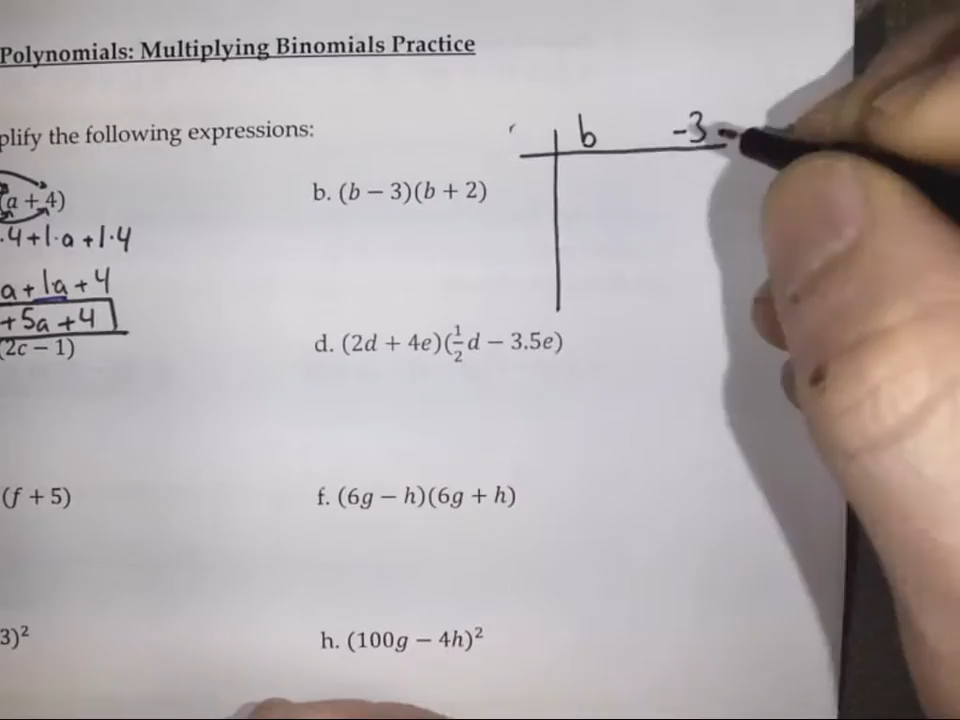 Polynomials: Multiplying Binomials Practice
plify the following expressions:
b -3
(a + 4)
b. (b − 3)(b + 2)
·4+1·a+1·4
a+1a+4
+5a+4
(2c − 1)
d. (2d + 4e)(½d − 3.5e)
(f + 5)
f. (6g − h)(6g + h)
3)²
h. (100g − 4h)²